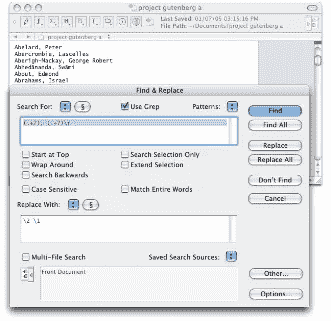 project gutenberg a
Last Saved: 01/07/05 03:15:16 PM
File Path: ~/Documents/project gutenberg a
project gutenberg a
Abelard, Peter
Abercrombie, Lascelles
Aberigh-Mackay, George Robert
Abhedânanda, Swâmi
About, Edmond
Abrahams, Israel
Find & Replace
Search For:
Use Grep
Patterns:
Find
Find All
Start at Top
Search Selection Only
Replace
Wrap Around
Extend Selection
Replace All
Search Backwards
Case Sensitive
Match Entire Words
Don't Find
Replace With:
Cancel
\2 \1
Multi-File Search
Saved Search Sources:
Front Document
Other...
Options...